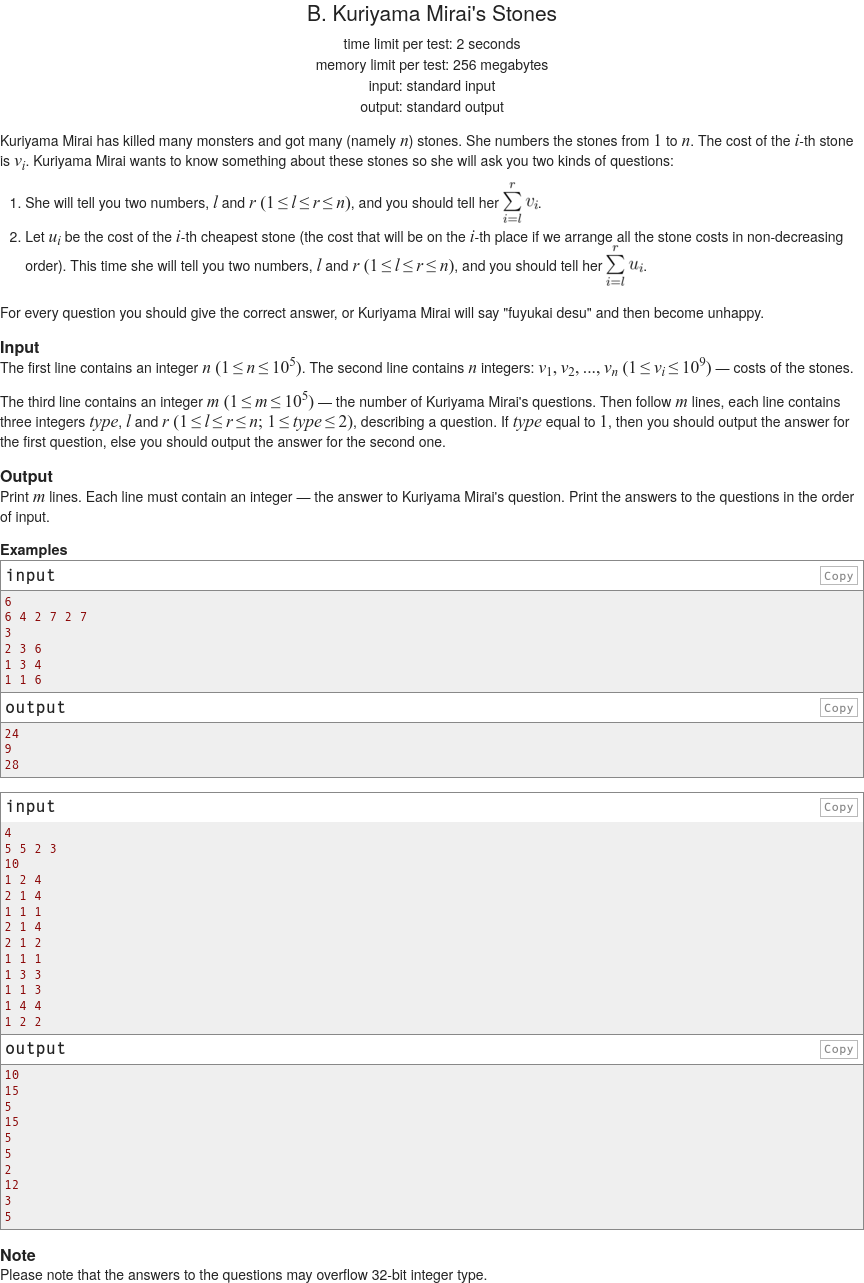 B. Kuriyama Mirai's Stones
time limit per test: 2 seconds
memory limit per test: 256 megabytes
input: standard input
output: standard output
Kuriyama Mirai has killed many monsters and got many (namely n) stones. She numbers the stones from 1 to n. The cost of the i-th stone
is v_i. Kuriyama Mirai wants to know something about these stones so she will ask you two kinds of questions:
1. She will tell you two numbers, l and r (1 ≤ l ≤ r ≤ n), and you should tell her \sum_{i=l}^{r} v_i.
2. Let u_i be the cost of the i-th cheapest stone (the cost that will be on the i-th place if we arrange all the stone costs in non-decreasing
order). This time she will tell you two numbers, l and r (1 ≤ l ≤ r ≤ n), and you should tell her \sum_{i=l}^{r} u_i.
For every question you should give the correct answer, or Kuriyama Mirai will say "fuyukai desu" and then become unhappy.
Input
The first line contains an integer n (1 ≤ n ≤ 10^5). The second line contains n integers: v_1, v_2, ..., v_n (1 ≤ v_i ≤ 10^9) — costs of the stones.
The third line contains an integer m (1 ≤ m ≤ 10^5) — the number of Kuriyama Mirai's questions. Then follow m lines, each line contains
three integers type, l and r (1 ≤ l ≤ r ≤ n; 1 ≤ type ≤ 2), describing a question. If type equal to 1, then you should output the answer for
the first question, else you should output the answer for the second one.
Output
Print m lines. Each line must contain an integer — the answer to Kuriyama Mirai's question. Print the answers to the questions in the order
of input.
Examples
input Copy
6
6 4 2 7 2 7
3
2 3 6
1 3 4
1 1 6
output Copy
24
9
28
input Copy
4
5 5 2 3
10
1 2 4
2 1 4
1 1 1
2 1 4
2 1 2
1 1 1
1 3 3
1 1 3
1 4 4
1 2 2
output Copy
10
15
5
15
5
5
2
12
3
5
Note
Please note that the answers to the questions may overflow 32-bit integer type.